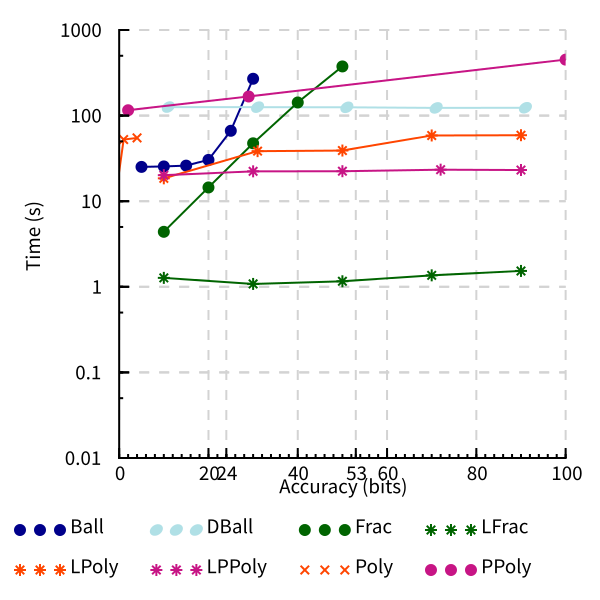 1000
100
10
1
0.1
0.01
Time (s)
0 20 24 40 53 60 80 100
Accuracy (bits)
Ball DBall Frac LFrac
LPoly LPPoly Poly PPoly